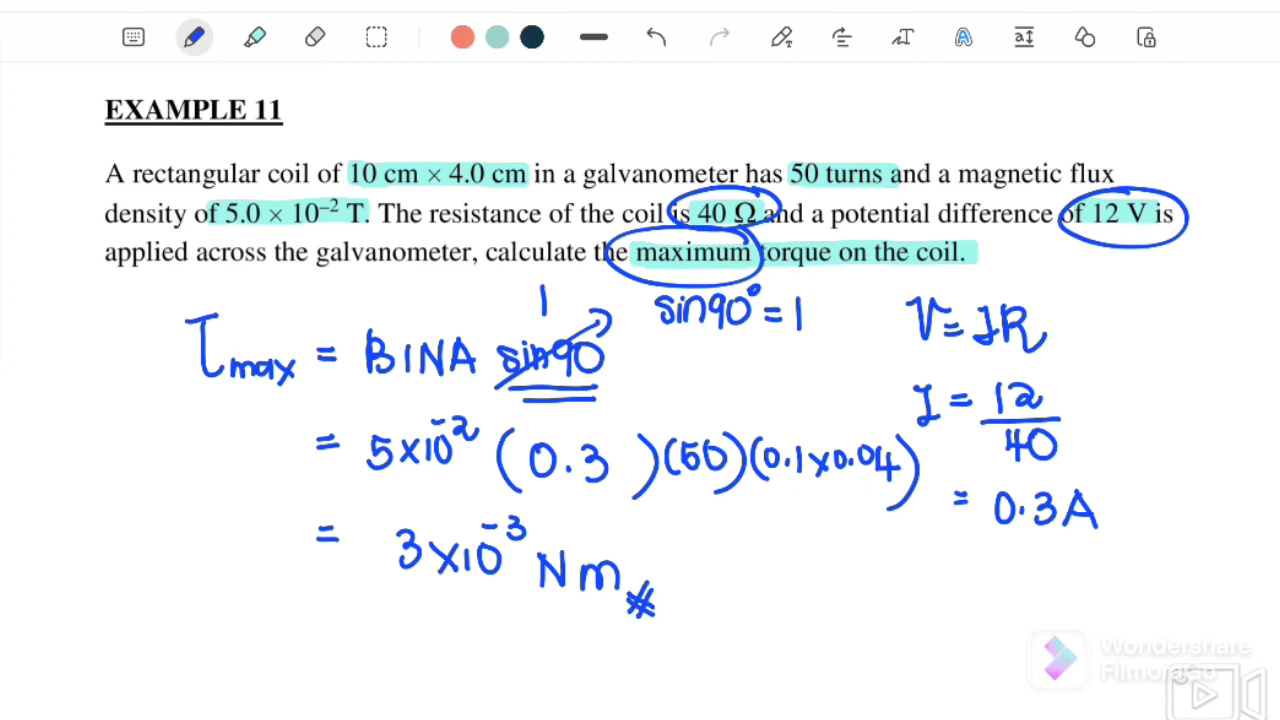 EXAMPLE 11
A rectangular coil of 10 cm × 4.0 cm in a galvanometer has 50 turns and a magnetic flux
density of 5.0 × 10⁻² T. The resistance of the coil is 40 Ω and a potential difference of 12 V is
applied across the galvanometer, calculate the maximum torque on the coil.
1
sin90° = 1
V = IR
τmax = BINA sin90
I = 12/40
= 5×10⁻² (0.3)(50)(0.1×0.04)
= 0.3A
= 3×10⁻³ Nm#
Wondershare
FilmoraGo